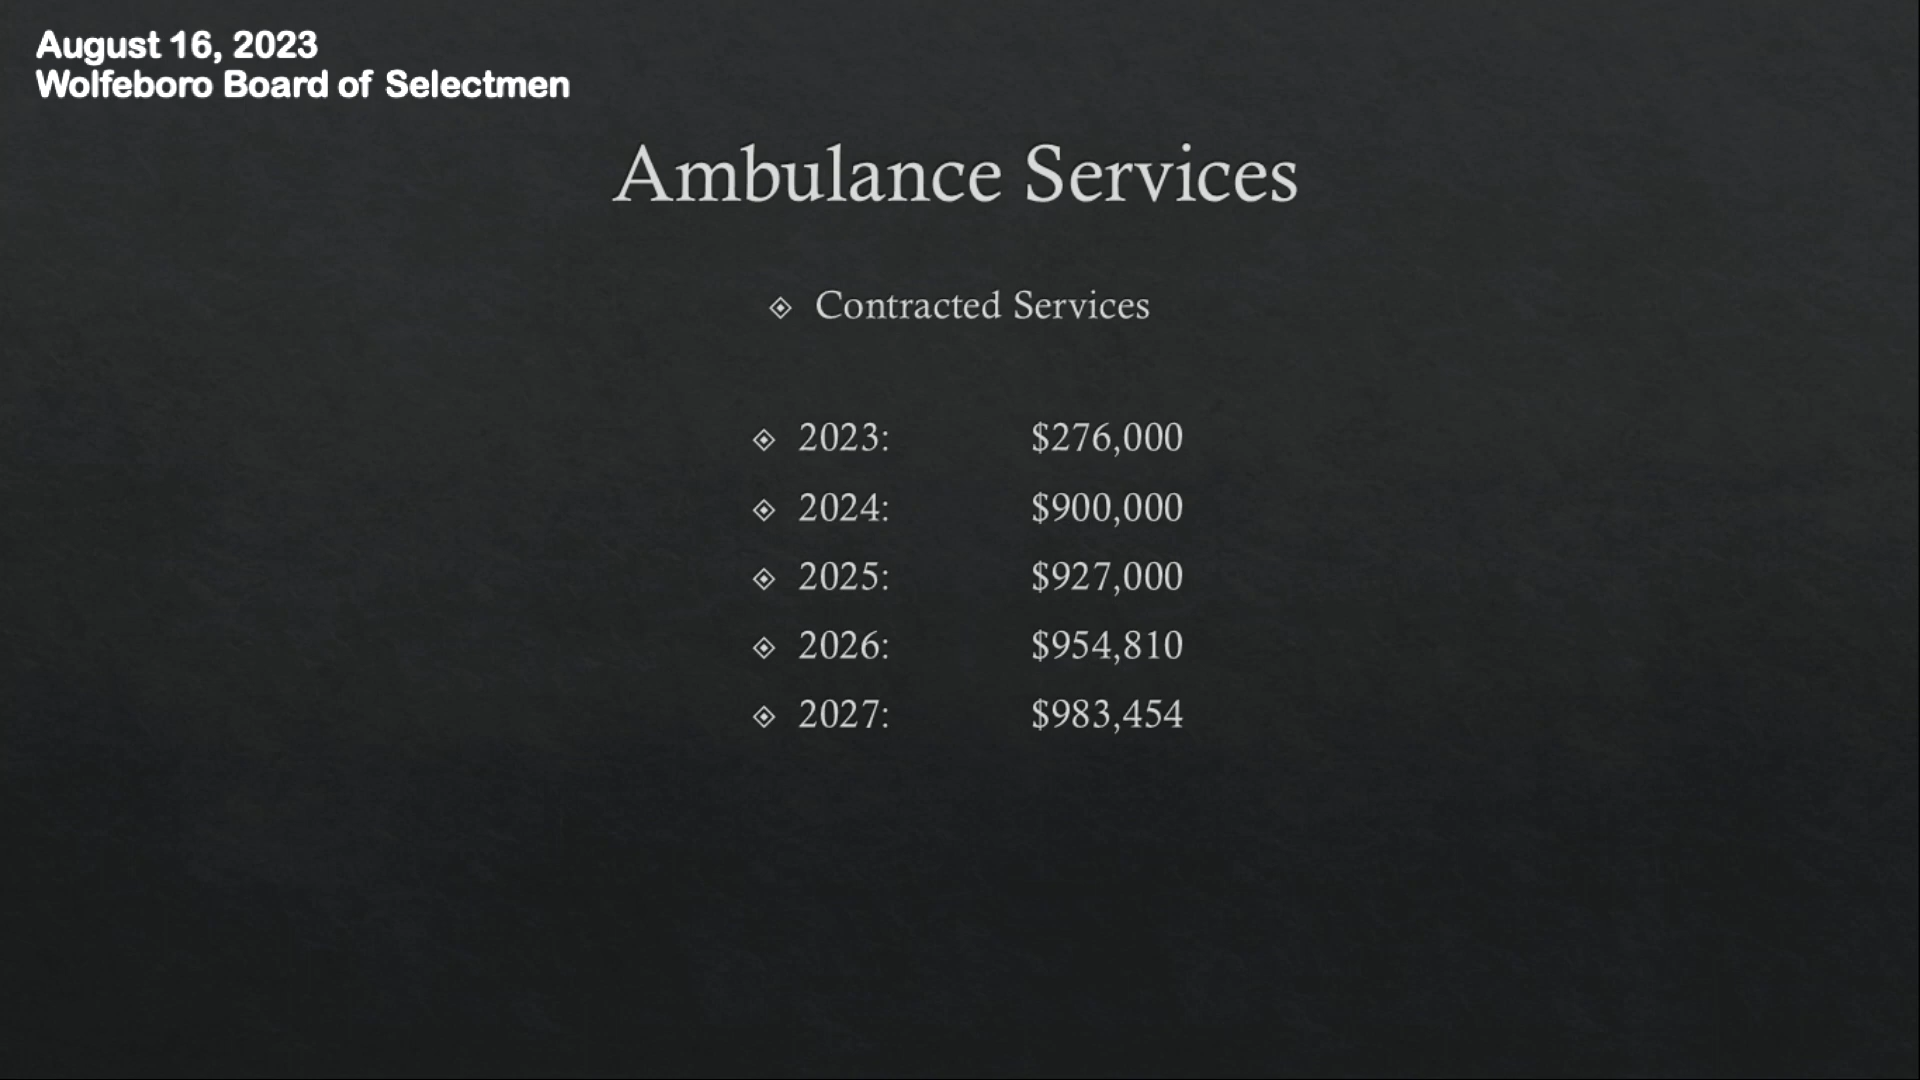 August 16, 2023
Wolfeboro Board of Selectmen
Ambulance Services
Contracted Services
2023: $276,000
2024: $900,000
2025: $927,000
2026: $954,810
2027: $983,454